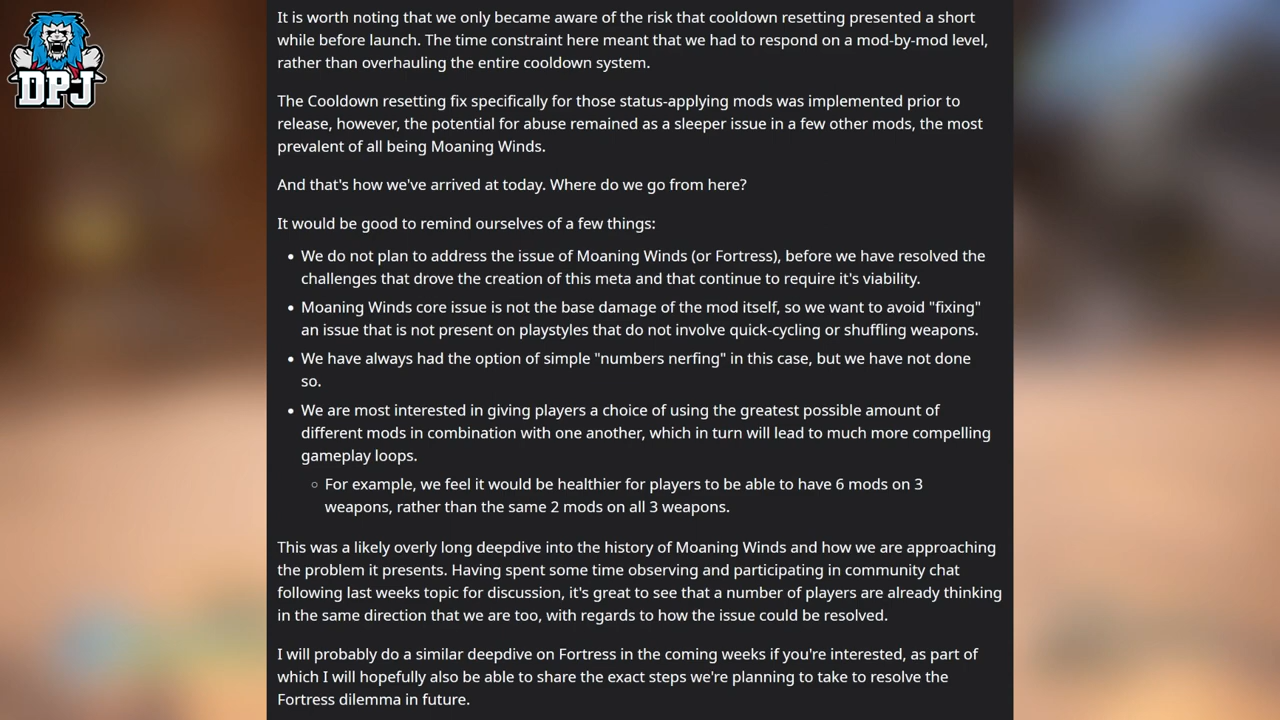 DPJ
It is worth noting that we only became aware of the risk that cooldown resetting presented a short
while before launch. The time constraint here meant that we had to respond on a mod-by-mod level,
rather than overhauling the entire cooldown system.
The Cooldown resetting fix specifically for those status-applying mods was implemented prior to
release, however, the potential for abuse remained as a sleeper issue in a few other mods, the most
prevalent of all being Moaning Winds.
And that's how we've arrived at today. Where do we go from here?
It would be good to remind ourselves of a few things:
• We do not plan to address the issue of Moaning Winds (or Fortress), before we have resolved the
challenges that drove the creation of this meta and that continue to require it's viability.
• Moaning Winds core issue is not the base damage of the mod itself, so we want to avoid "fixing"
an issue that is not present on playstyles that do not involve quick-cycling or shuffling weapons.
• We have always had the option of simple "numbers nerfing" in this case, but we have not done
so.
• We are most interested in giving players a choice of using the greatest possible amount of
different mods in combination with one another, which in turn will lead to much more compelling
gameplay loops.
◦ For example, we feel it would be healthier for players to be able to have 6 mods on 3
weapons, rather than the same 2 mods on all 3 weapons.
This was a likely overly long deepdive into the history of Moaning Winds and how we are approaching
the problem it presents. Having spent some time observing and participating in community chat
following last weeks topic for discussion, it's great to see that a number of players are already thinking
in the same direction that we are too, with regards to how the issue could be resolved.
I will probably do a similar deepdive on Fortress in the coming weeks if you're interested, as part of
which I will hopefully also be able to share the exact steps we're planning to take to resolve the
Fortress dilemma in future.